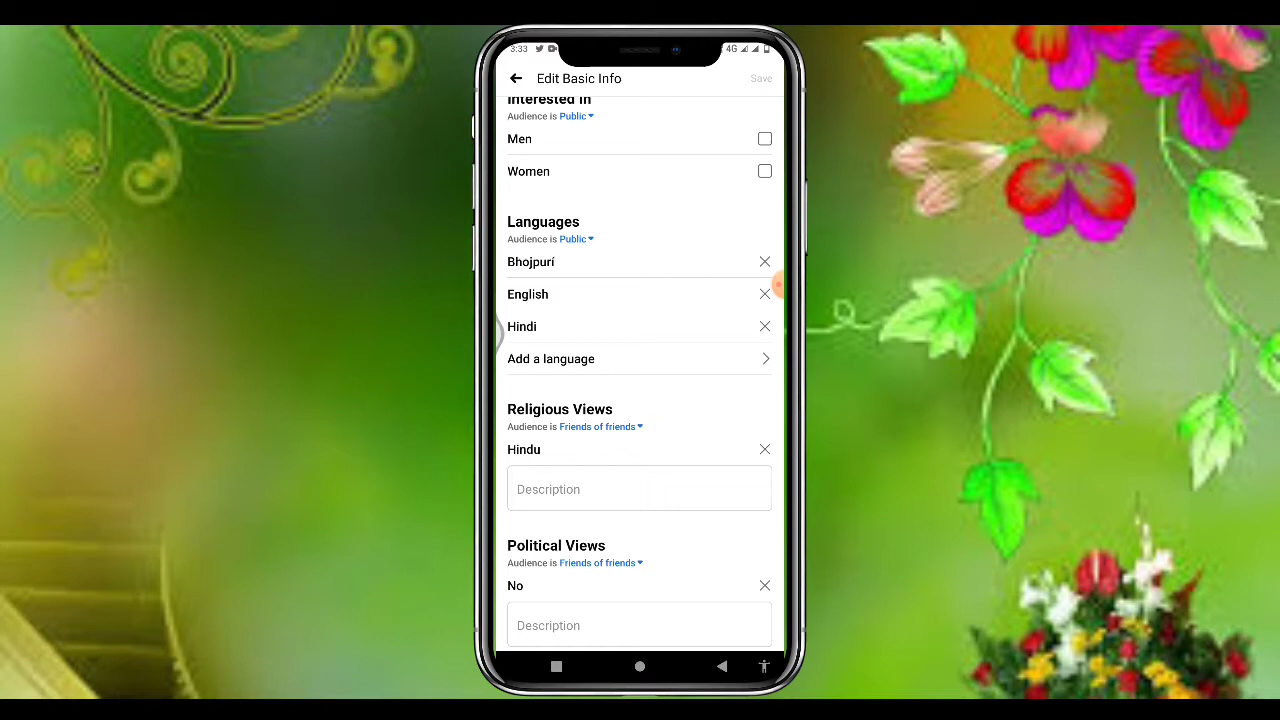 3:33
4G
Edit Basic Info
Save
Interested in
Audience is Public
Men
Women
Languages
Audience is Public
Bhojpurí
English
Hindi
Add a language
Religious Views
Audience is Friends of friends
Hindu
Description
Political Views
Audience is Friends of friends
No
Description